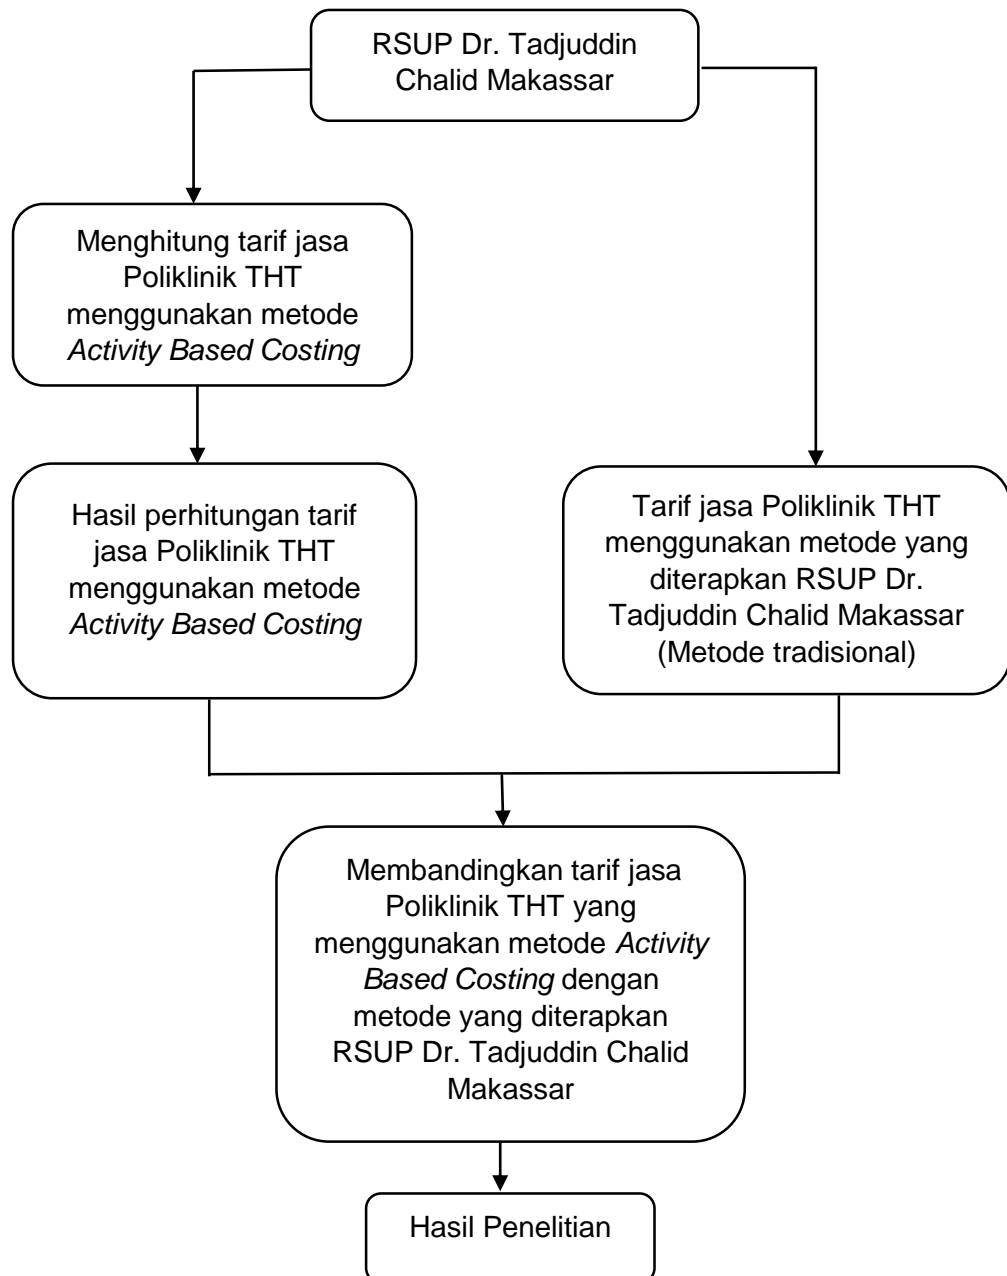 RSUP Dr. Tadjuddin
Chalid Makassar
Menghitung tarif jasa
Poliklinik THT
menggunakan metode
Activity Based Costing
Hasil perhitungan tarif
jasa Poliklinik THT
menggunakan metode
Activity Based Costing
Tarif jasa Poliklinik THT
menggunakan metode yang
diterapkan RSUP Dr.
Tadjuddin Chalid Makassar
(Metode tradisional)
Membandingkan tarif jasa
Poliklinik THT yang
menggunakan metode Activity
Based Costing dengan
metode yang diterapkan
RSUP Dr. Tadjuddin Chalid
Makassar
Hasil Penelitian